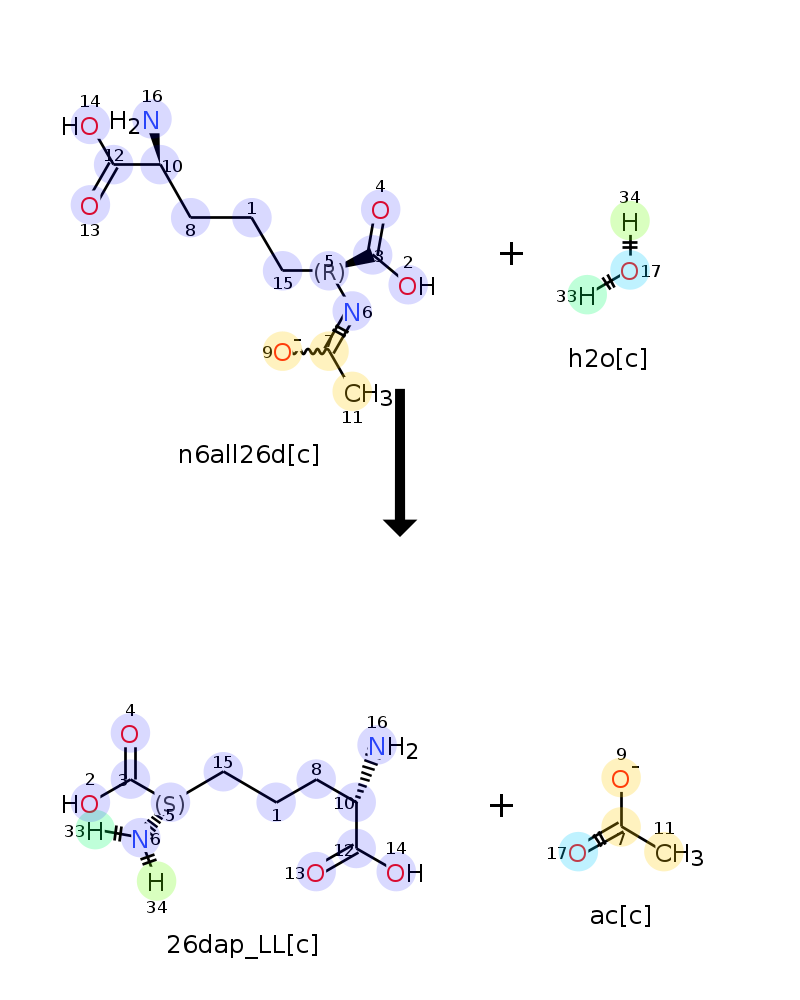 14
16
HO
H2N
12
10
4
O
34
H
1
O
13
8
5
3
2
(R)
OH
15
+
O
17
33
H
N
6
7
9
O-
CH3
11
h2o[c]
n6all26d[c]
4
O
9
O-
16
NH2
15
8
2
3
HO
(S)
5
1
10
+
33
H
N
6
12
14
13
O
OH
17
O
7
11
CH3
H
34
ac[c]
26dap_LL[c]